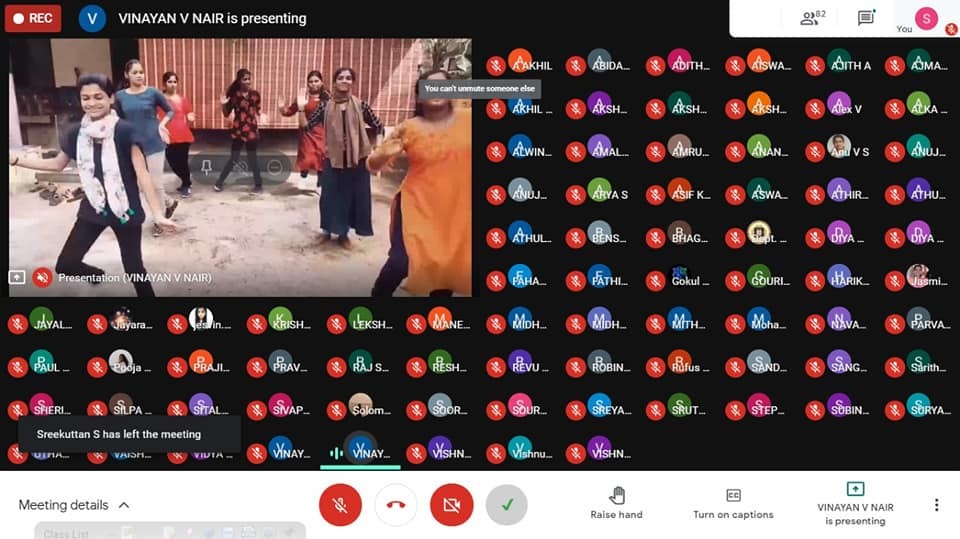 REC
V
VINAYAN V NAIR is presenting
82
You
S
You can't unmute someone else
Presentation (VINAYAN V NAIR)
A AKHIL
ABIDA...
ADITH...
AISWA...
AJITH A
AJMA...
AKHIL ...
AKSH...
AKSH...
AKSH...
Alex V
ALKA ...
ALWIN...
AMAL...
AMRU...
ANAN...
Anu V S
ANUJ...
ANUJ...
ARYA S
ASIF K...
ASWA...
ATHIR...
ATHU...
ATHUL...
BENS...
BHAG...
Dept. ...
DIYA ...
DIYA ...
FAHA...
FATHI...
Gokul ...
GOURI...
HARIK...
Jasmi...
JAYAL...
Jayara...
jesvin....
KRISH...
LEKSH...
MANE...
MIDH...
MIDH...
MITH...
Moha...
NAVA...
PARVA...
PAUL ...
Pooja ...
PRAJI...
PRAV...
RAJ S...
RESH...
REVU ...
ROBIN...
Rufus ...
SAND...
SANG...
Sarith...
SHERI...
SILPA ...
SITAL...
SIVAP...
Solom...
SOOR...
SOUR...
SREYA...
SRUT...
STEP...
SUBIN...
SURYA...
Sreekuttan S has left the meeting
UTHA...
VAISH...
VIDYA ...
VINAY...
VINAY...
VISHN...
Vishnu...
VISHN...
Meeting details
Raise hand
CC
Turn on captions
VINAYAN V NAIR
is presenting
Class List